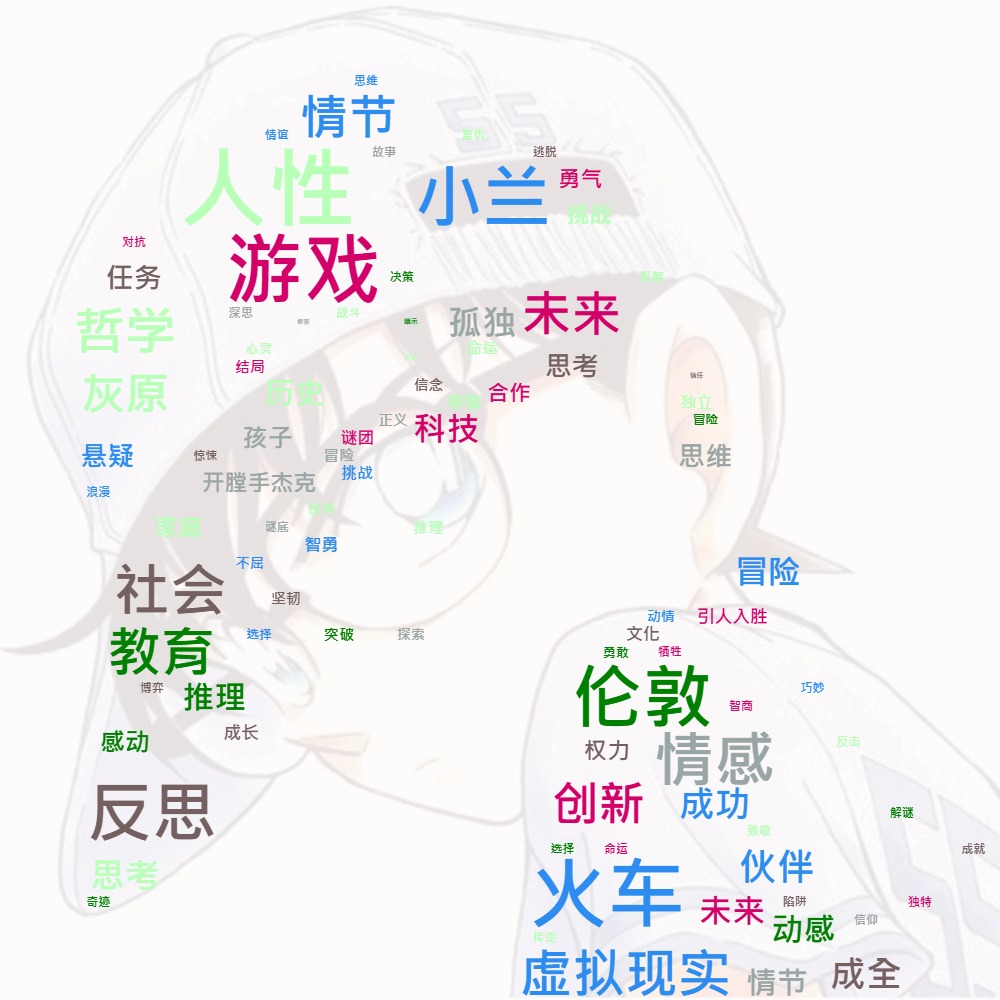 思维
情节
情谊
55
故事
逃脱
人性
小兰
勇气
挑战
游戏
对抗
任务
决策
深思
战斗
哲学
孤独
未来
心灵
命运
思考
结局
灰原
历史
信念
合作
信任
独立
正义
科技
冒险
孩子
谜团
悬疑
惊悚
冒险
思维
浪漫
开膛手杰克
挑战
家庭
谜底
推理
智勇
不屈
冒险
社会
坚韧
动情
引人入胜
教育
选择
突破
探索
文化
勇敢
牺牲
博弈
推理
伦敦
巧妙
智商
感动
成长
权力
情感
反击
反思
创新
成功
解谜
致敬
选择
命运
成就
思考
火车
伙伴
奇迹
未来
陷阱
独特
动感
信仰
传奇
虚拟现实
情节
成全